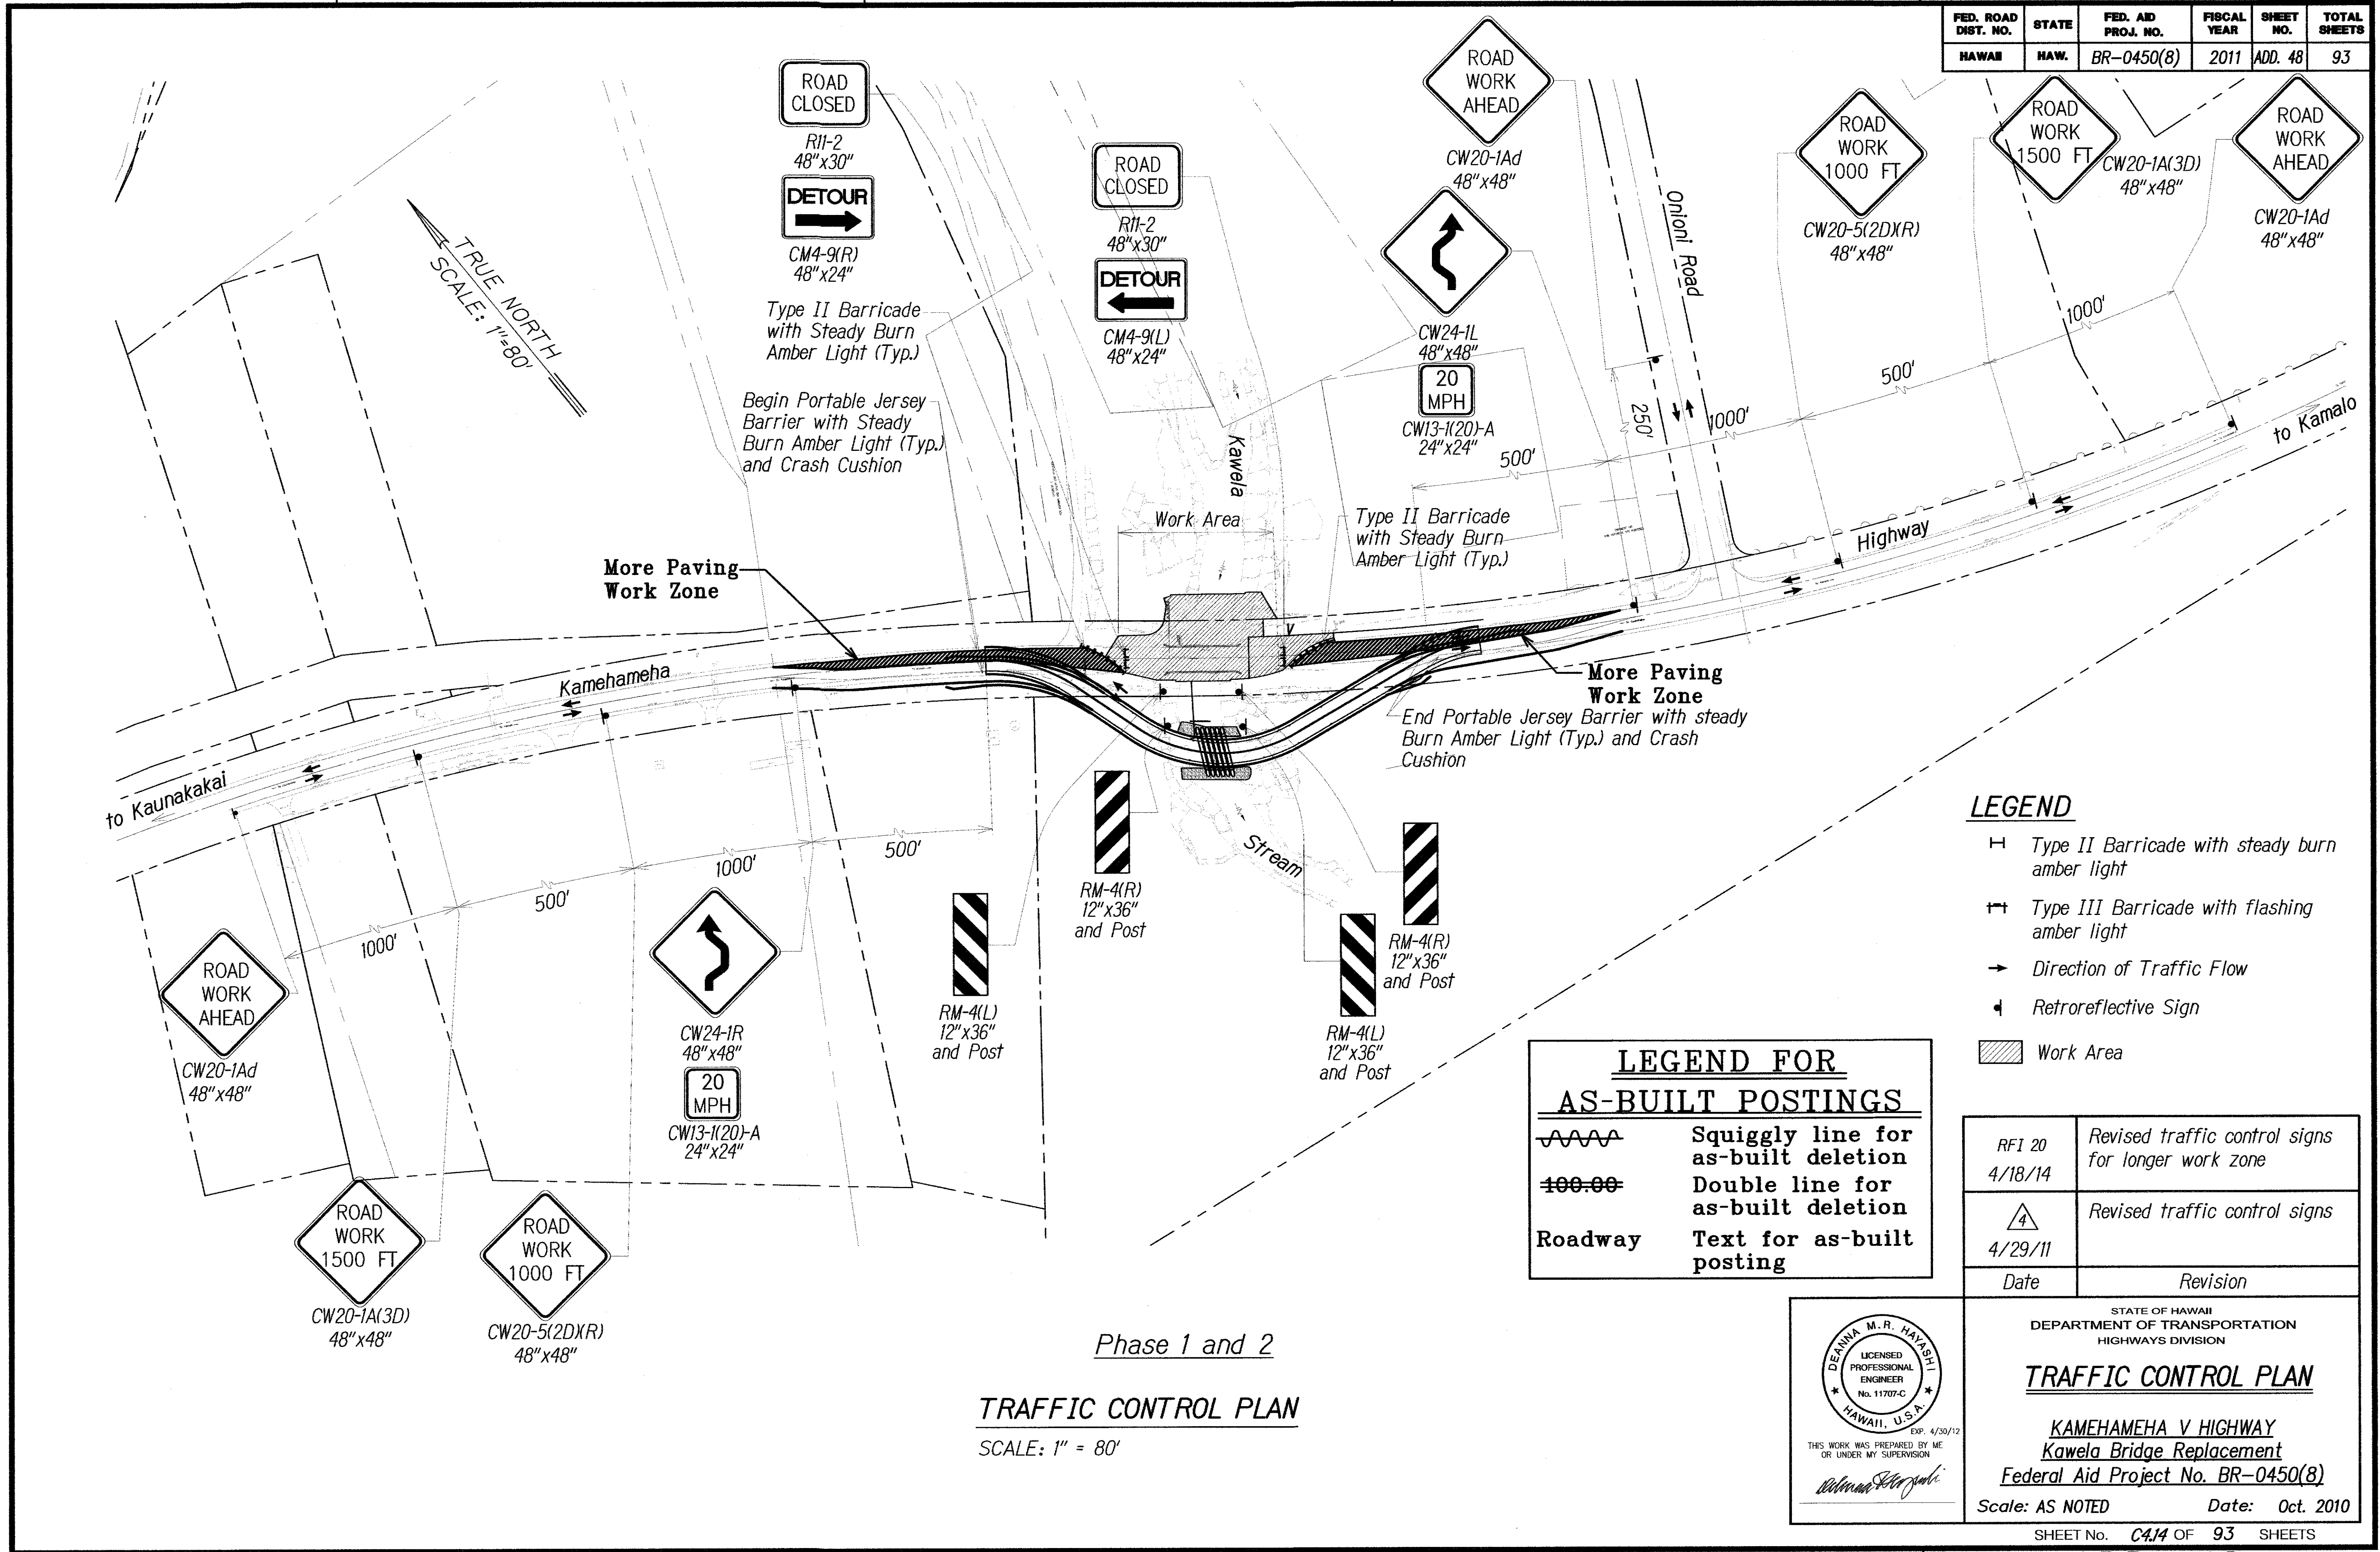 FED. ROAD DIST. NO.
STATE
FED. AID PROJ. NO.
FISCAL YEAR
SHEET NO.
TOTAL SHEETS
HAWAII
HAW.
BR-0450(8)
2011
ADD. 48
93
ROAD
CLOSED
R11-2
48"x30"
DETOUR
CM4-9(R)
48"x24"
Type II Barricade
with Steady Burn
Amber Light (Typ.)
Begin Portable Jersey
Barrier with Steady
Burn Amber Light (Typ.)
and Crash Cushion
ROAD
CLOSED
R11-2
48"x30"
DETOUR
CM4-9(L)
48"x24"
ROAD
WORK
AHEAD
CW20-1Ad
48"x48"
CW24-1L
48"x48"
20
MPH
CW13-1(20)-A
24"x24"
ROAD
WORK
1000 FT
CW20-5(2D)(R)
48"x48"
ROAD
WORK
1500 FT
CW20-1A(3D)
48"x48"
ROAD
WORK
AHEAD
CW20-1Ad
48"x48"
TRUE NORTH
SCALE: 1"=80'
Onioni Road
250'
500'
1000'
500'
1000'
Kawela
Work Area
Type II Barricade
with Steady Burn
Amber Light (Typ.)
More Paving
Work Zone
Kamehameha
Highway
to Kamalo
to Kaunakakai
More Paving
Work Zone
End Portable Jersey Barrier with steady
Burn Amber Light (Typ.) and Crash
Cushion
Stream
1000'
500'
1000'
500'
ROAD
WORK
AHEAD
CW20-1Ad
48"x48"
ROAD
WORK
1500 FT
CW20-1A(3D)
48"x48"
ROAD
WORK
1000 FT
CW20-5(2D)(R)
48"x48"
CW24-1R
48"x48"
20
MPH
CW13-1(20)-A
24"x24"
RM-4(L)
12"x36"
and Post
RM-4(R)
12"x36"
and Post
RM-4(L)
12"x36"
and Post
RM-4(R)
12"x36"
and Post
LEGEND
Type II Barricade with steady burn
amber light
Type III Barricade with flashing
amber light
Direction of Traffic Flow
Retroreflective Sign
Work Area
LEGEND FOR
AS-BUILT POSTINGS
Squiggly line for
as-built deletion
100.00
Double line for
as-built deletion
Roadway
Text for as-built
posting
RFI 20
4/18/14
Revised traffic control signs
for longer work zone
4
4/29/11
Revised traffic control signs
Date
Revision
Phase 1 and 2
TRAFFIC CONTROL PLAN
SCALE: 1" = 80'
DEANNA M.R. HAYASHI
LICENSED
PROFESSIONAL
ENGINEER
No. 11707-C
HAWAII, U.S.A.
EXP. 4/30/12
THIS WORK WAS PREPARED BY ME
OR UNDER MY SUPERVISION
STATE OF HAWAII
DEPARTMENT OF TRANSPORTATION
HIGHWAYS DIVISION
TRAFFIC CONTROL PLAN
KAMEHAMEHA V HIGHWAY
Kawela Bridge Replacement
Federal Aid Project No. BR-0450(8)
Scale: AS NOTED
Date: Oct. 2010
SHEET No. C4.14 OF 93 SHEETS